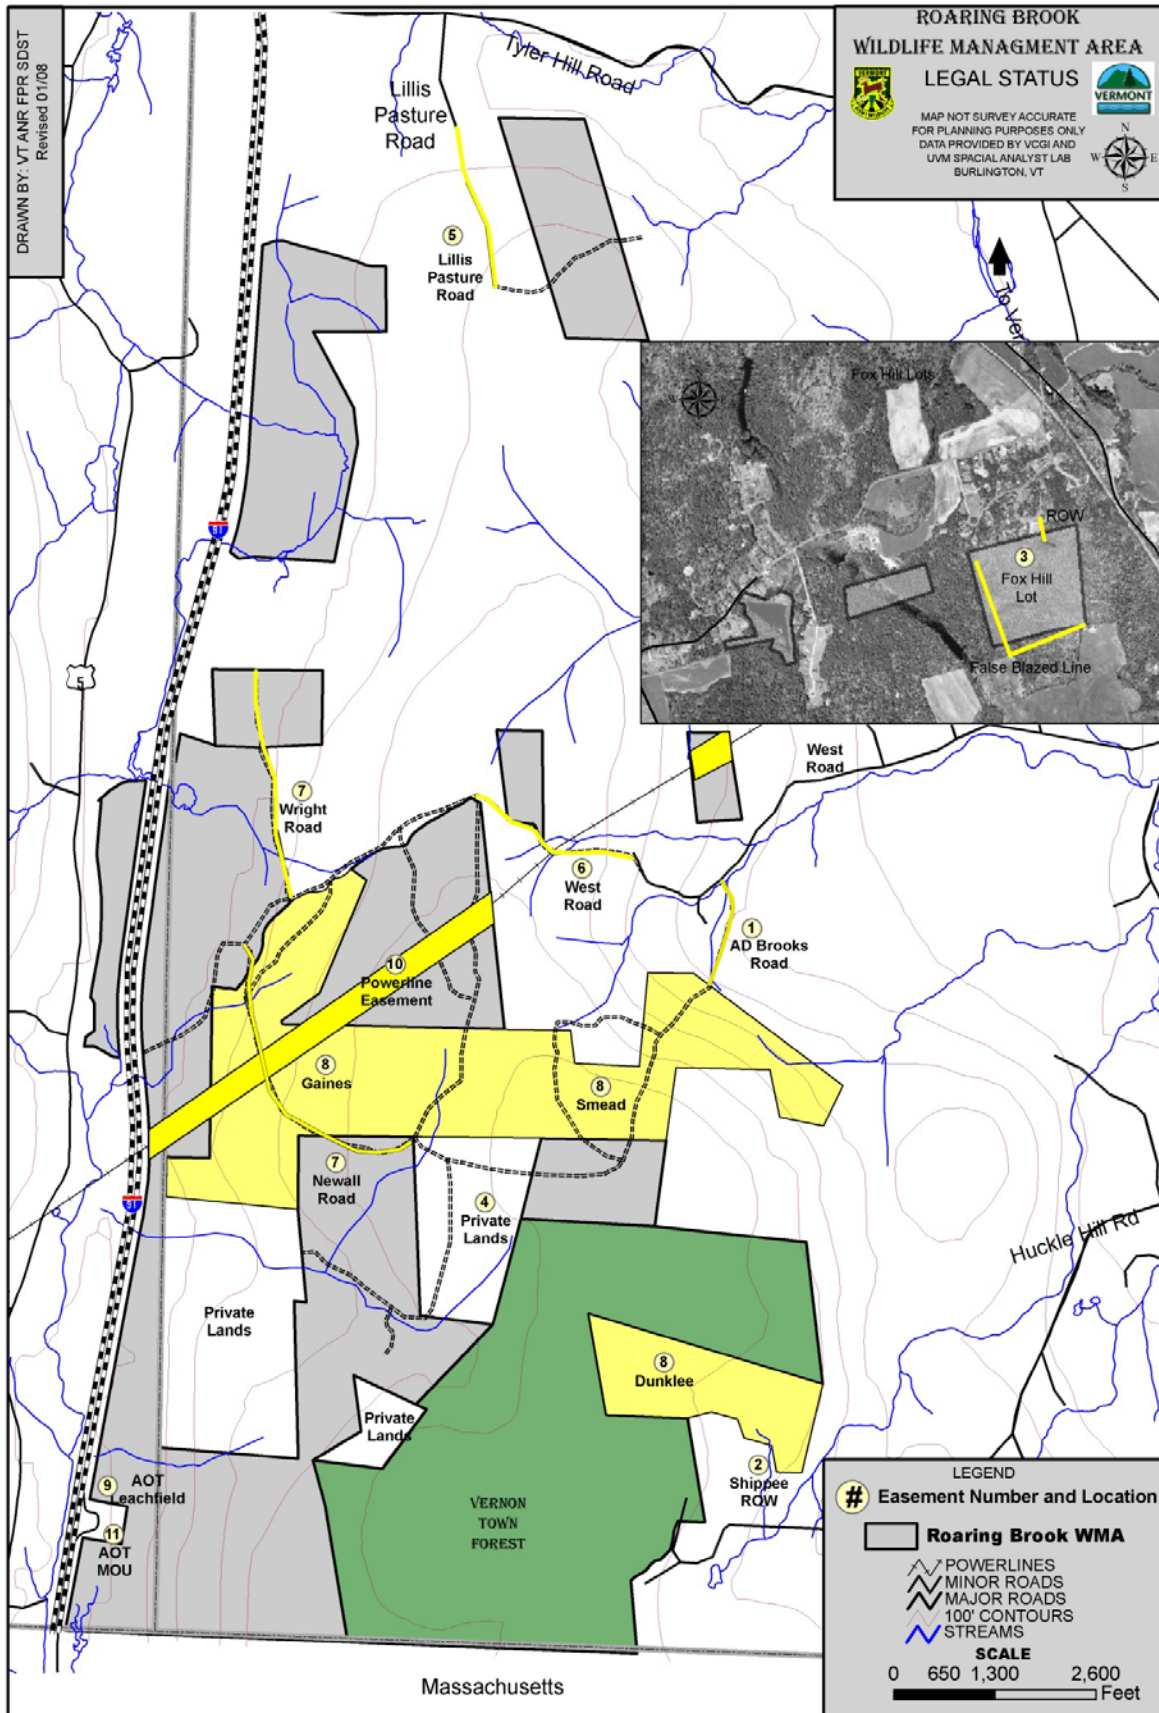 DRAWN BY: VT ANR FPR SDST
Revised 01/08
ROARING BROOK
WILDLIFE MANAGMENT AREA
LEGAL STATUS
VERMONT
VERMONT
MAP NOT SURVEY ACCURATE
FOR PLANNING PURPOSES ONLY
DATA PROVIDED BY VCGI AND
UVM SPACIAL ANALYST LAB
BURLINGTON, VT
N
W
E
S
Tyler Hill Road
Lillis
Pasture
Road
5
Lillis
Pasture
Road
To Ver
Fox Hill Lots
ROW
3
Fox Hill
Lot
False Blazed Line
81
5
West
Road
7
Wright
Road
6
West
Road
1
AD Brooks
Road
10
Powerline
Easement
8
Gaines
8
Smead
7
Newall
Road
4
Private
Lands
81
Huckle Hill Rd
Private
Lands
8
Dunklee
Private
Lands
2
Shippee
ROW
9
AOT
Leachfield
11
AOT
MOU
VERNON
TOWN
FOREST
Massachusetts
LEGEND
# Easement Number and Location
Roaring Brook WMA
POWERLINES
MINOR ROADS
MAJOR ROADS
100' CONTOURS
STREAMS
SCALE
0 650 1,300 2,600
Feet